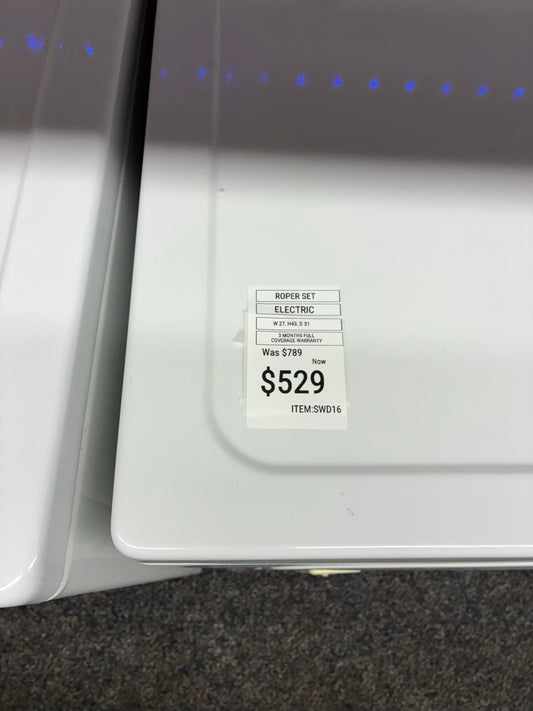 ROPER SET
ELECTRIC
W 27, H43, D 31
3 MONTHS FULL
COVERAGE WARRANTY
Was $789
Now
$529
ITEM:SWD16